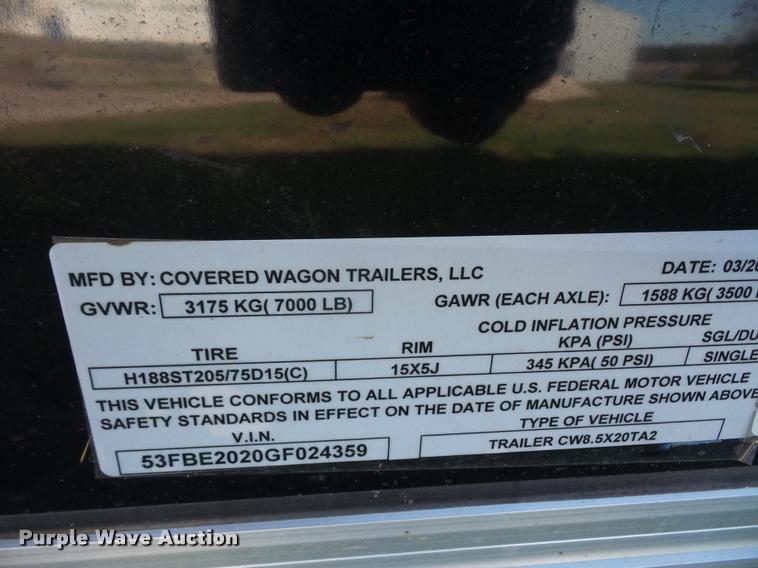 MFD BY: COVERED WAGON TRAILERS, LLC DATE: 03/20
GVWR: 3175 KG( 7000 LB) GAWR (EACH AXLE): 1588 KG( 3500
COLD INFLATION PRESSURE
TIRE RIM KPA (PSI) SGL/DU
H188ST205/75D15(C) 15X5J 345 KPA( 50 PSI) SINGLE
THIS VEHICLE CONFORMS TO ALL APPLICABLE U.S. FEDERAL MOTOR VEHICLE
SAFETY STANDARDS IN EFFECT ON THE DATE OF MANUFACTURE SHOWN ABOVE
V.I.N. TYPE OF VEHICLE
53FBE2020GF024359 TRAILER CW8.5X20TA2
Purple Wave Auction